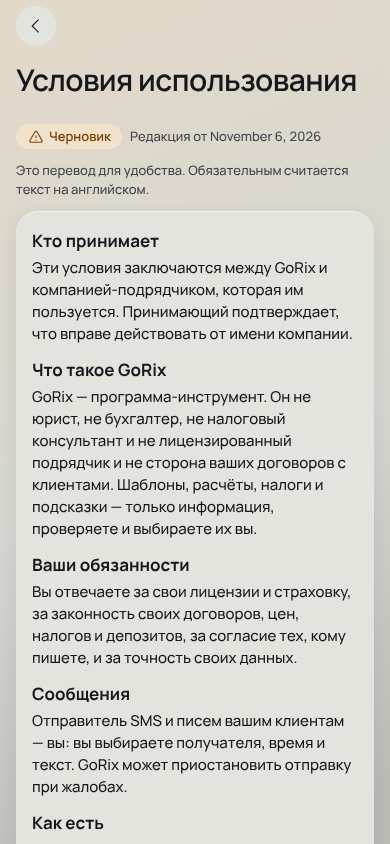 Условия использования
Черновик
Редакция от November 6, 2026
Это перевод для удобства. Обязательным считается
текст на английском.
Кто принимает
Эти условия заключаются между GoRix и
компанией-подрядчиком, которая им
пользуется. Принимающий подтверждает,
что вправе действовать от имени компании.
Что такое GoRix
GoRix — программа-инструмент. Он не
юрист, не бухгалтер, не налоговый
консультант и не лицензированный
подрядчик и не сторона ваших договоров с
клиентами. Шаблоны, расчёты, налоги и
подсказки — только информация,
проверяете и выбираете их вы.
Ваши обязанности
Вы отвечаете за свои лицензии и страховку,
за законность своих договоров, цен,
налогов и депозитов, за согласие тех, кому
пишете, и за точность своих данных.
Сообщения
Отправитель SMS и писем вашим клиентам
— вы: вы выбираете получателя, время и
текст. GoRix может приостановить отправку
при жалобах.
Как есть